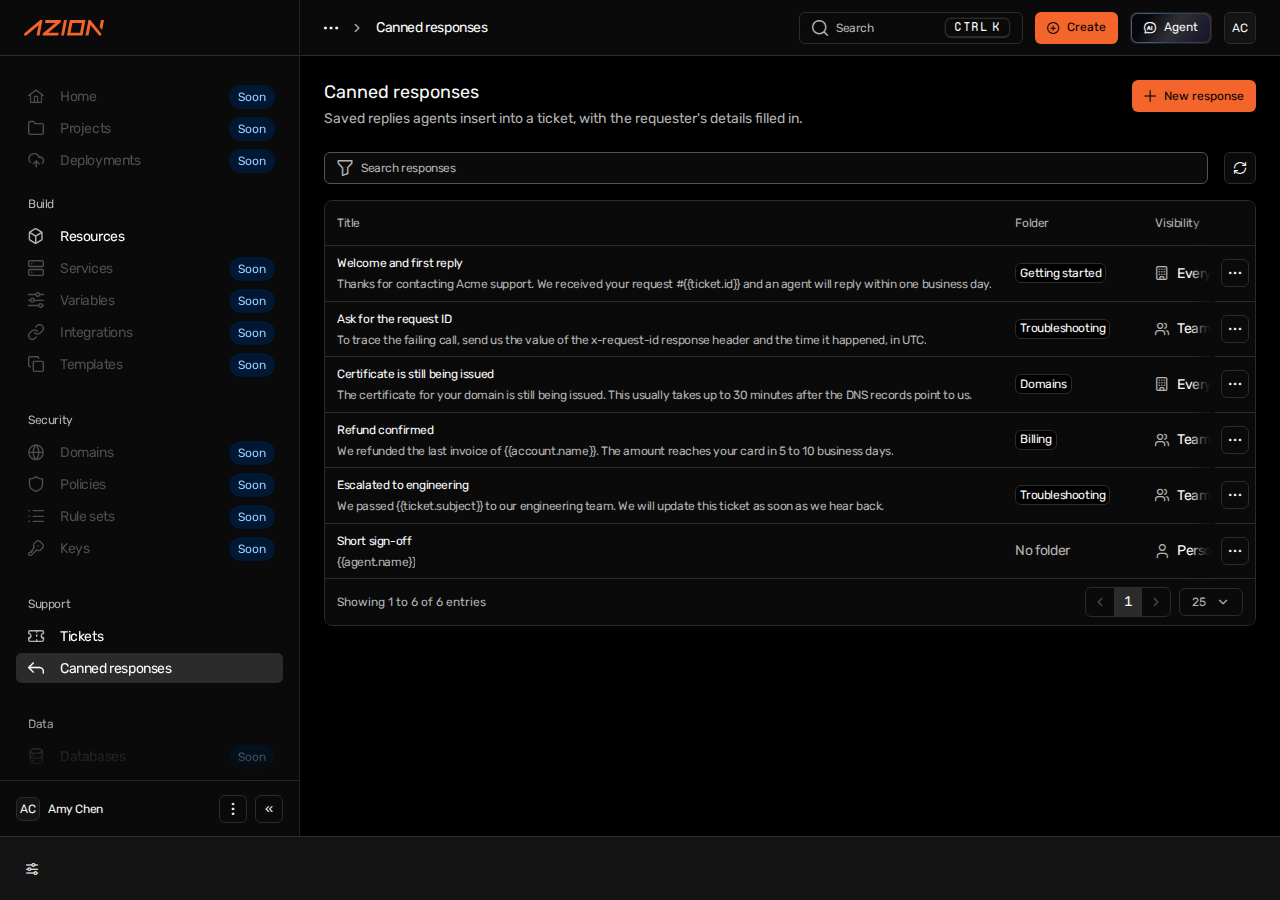 AZION
Canned responses
Search
CTRL K
Create
Agent
AC
Home
Soon
Projects
Soon
Deployments
Soon
Build
Resources
Services
Soon
Variables
Soon
Integrations
Soon
Templates
Soon
Security
Domains
Soon
Policies
Soon
Rule sets
Soon
Keys
Soon
Support
Tickets
Canned responses
Data
Databases
Soon
AC
Amy Chen
Canned responses
Saved replies agents insert into a ticket, with the requester's details filled in.
New response
Search responses
Title
Folder
Visibility
Welcome and first reply
Thanks for contacting Acme support. We received your request #{{ticket.id}} and an agent will reply within one business day.
Getting started
Every
Ask for the request ID
To trace the failing call, send us the value of the x-request-id response header and the time it happened, in UTC.
Troubleshooting
Team
Certificate is still being issued
The certificate for your domain is still being issued. This usually takes up to 30 minutes after the DNS records point to us.
Domains
Every
Refund confirmed
We refunded the last invoice of {{account.name}}. The amount reaches your card in 5 to 10 business days.
Billing
Team
Escalated to engineering
We passed {{ticket.subject}} to our engineering team. We will update this ticket as soon as we hear back.
Troubleshooting
Team
Short sign-off
{{agent.name}}
No folder
Perso
Showing 1 to 6 of 6 entries
1
25